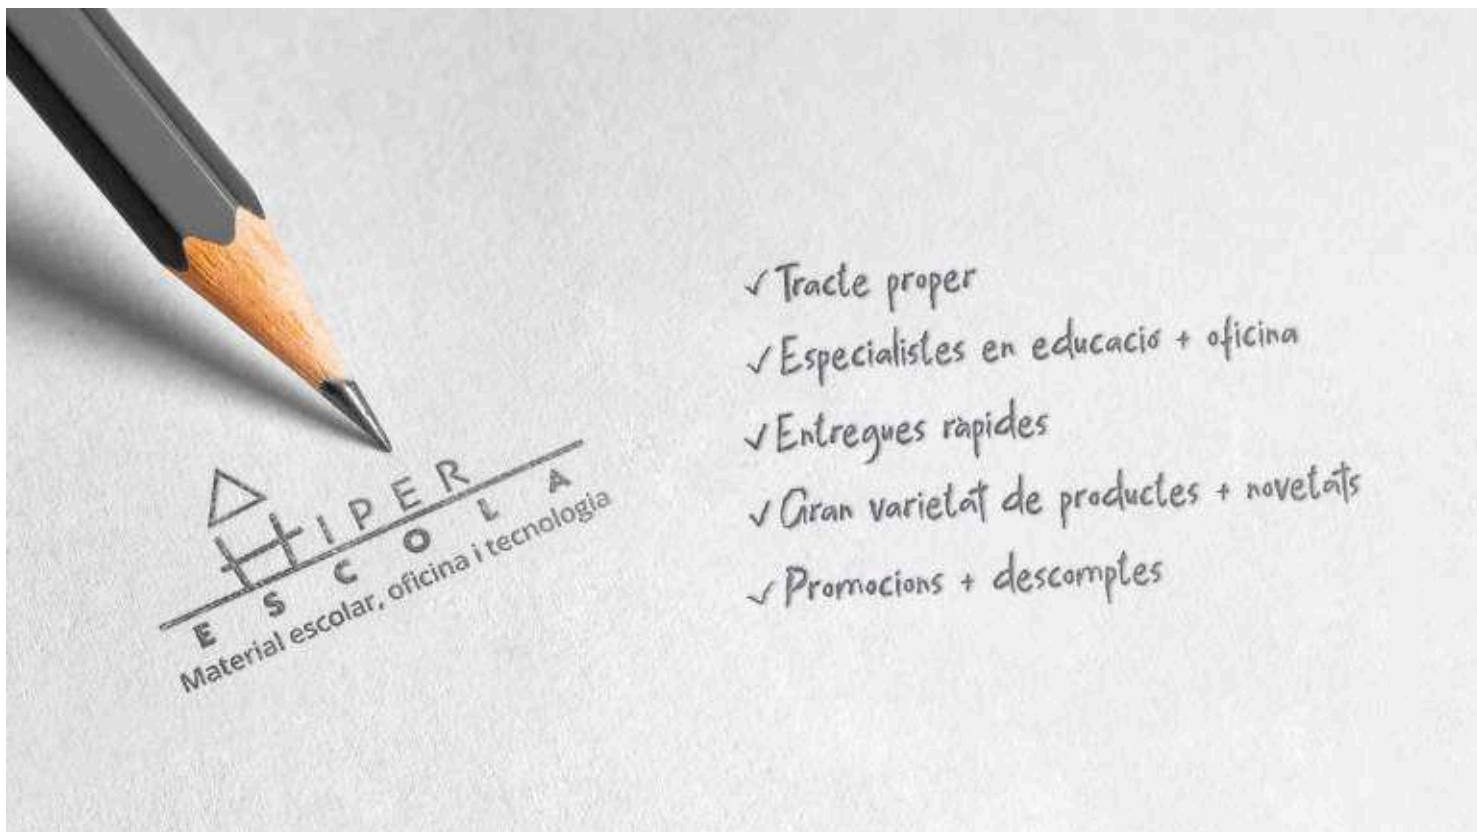 HIPER
ESCOLA
Material escolar, oficina i tecnologia
✓ Tracte proper
✓ Especialistes en educació + oficina
✓ Entregues ràpides
✓ Gran varietat de productes + novetats
✓ Promocions + descomptes